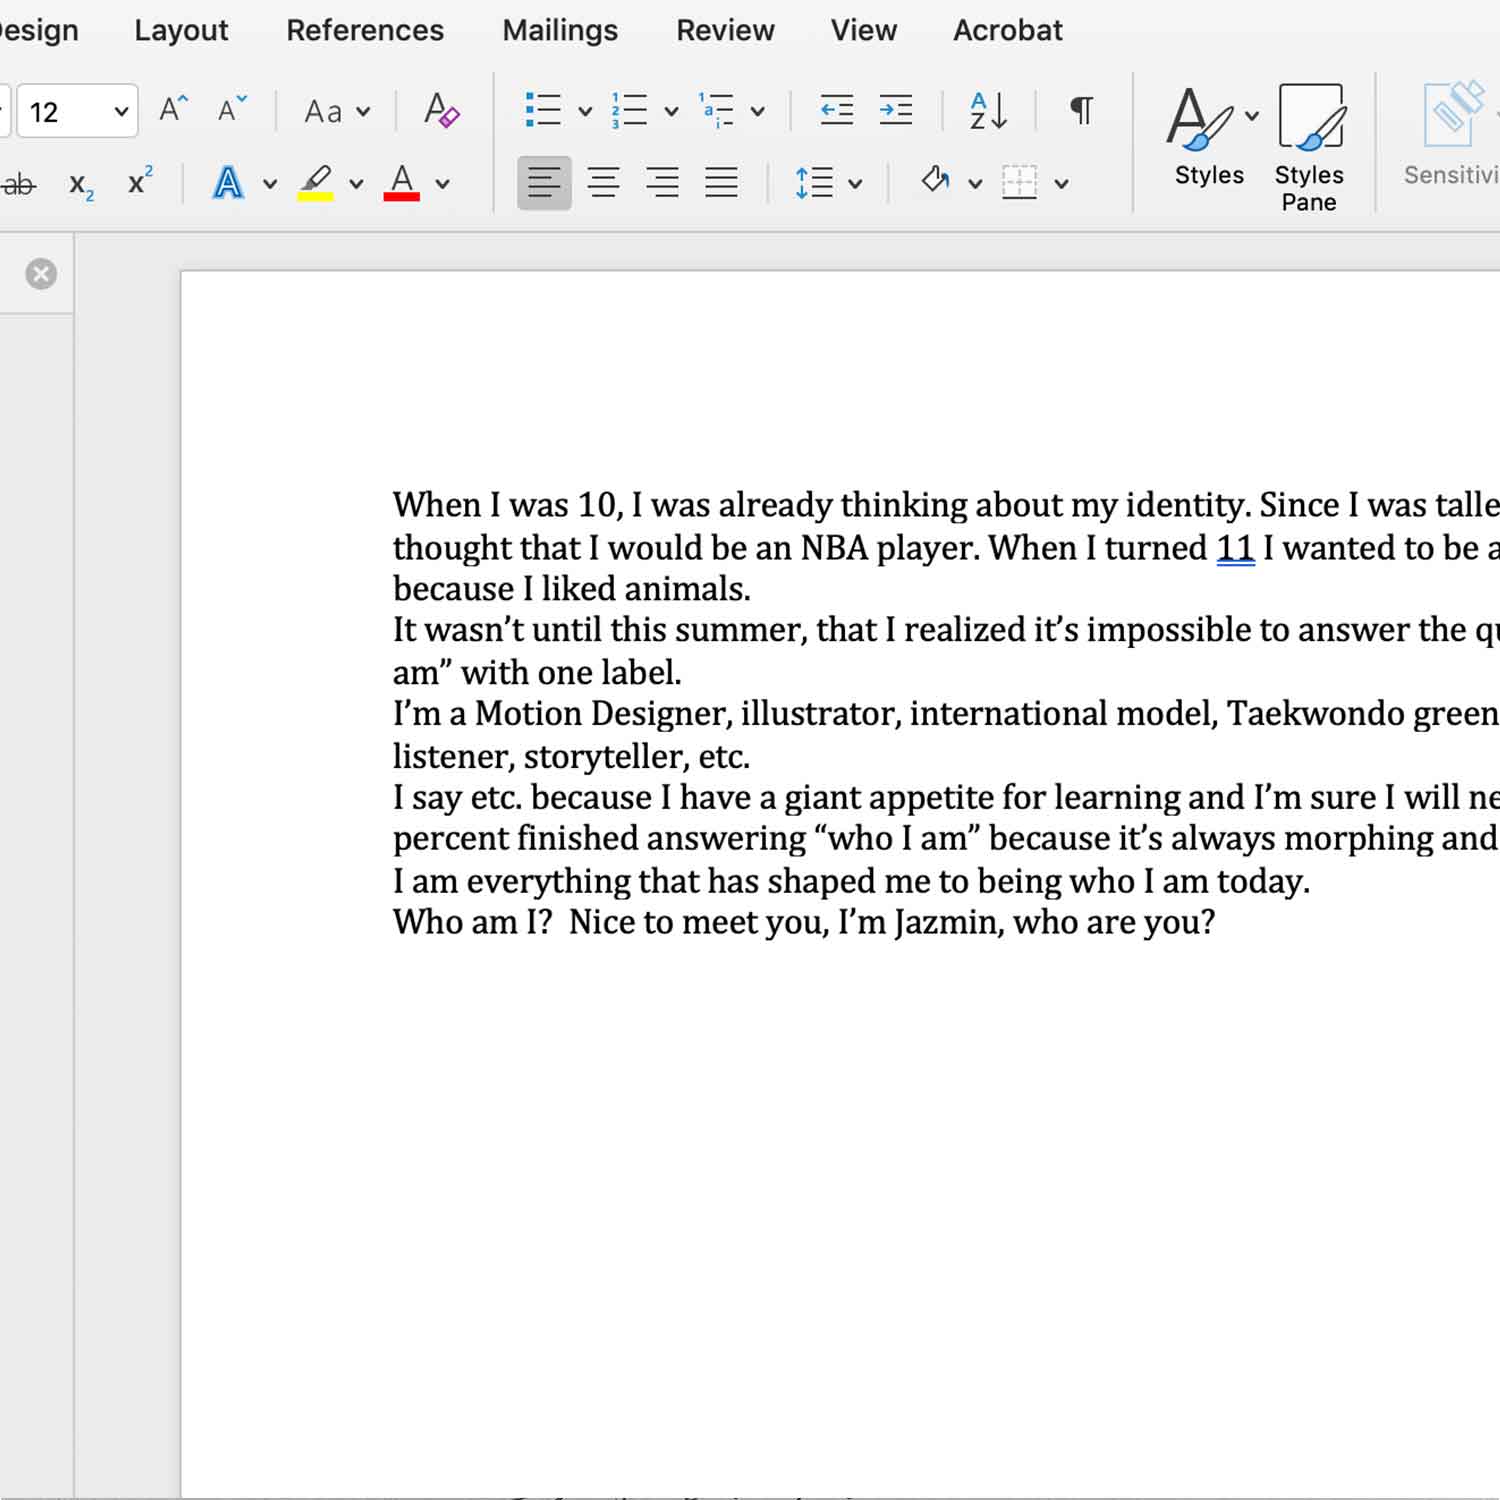 Layout References Mailings Review View Acrobat
12 Aa
Styles Styles
Pane
When I was 10, I was already thinking about my identity. Since I was
thought that I would be an NBA player. When I turned 11 I wanted to be
because I liked animals.
It wasn’t until this summer, that I realized it’s impossible to answer the
am” with one label.
I’m a Motion Designer, illustrator, international model, Taekwondo green
listener, storyteller, etc.
I say etc. because I have a giant appetite for learning and I’m sure I will
percent finished answering “who I am” because it’s always morphing and
I am everything that has shaped me to being who I am today.
Who am I?  Nice to meet you, I’m Jazmin, who are you?